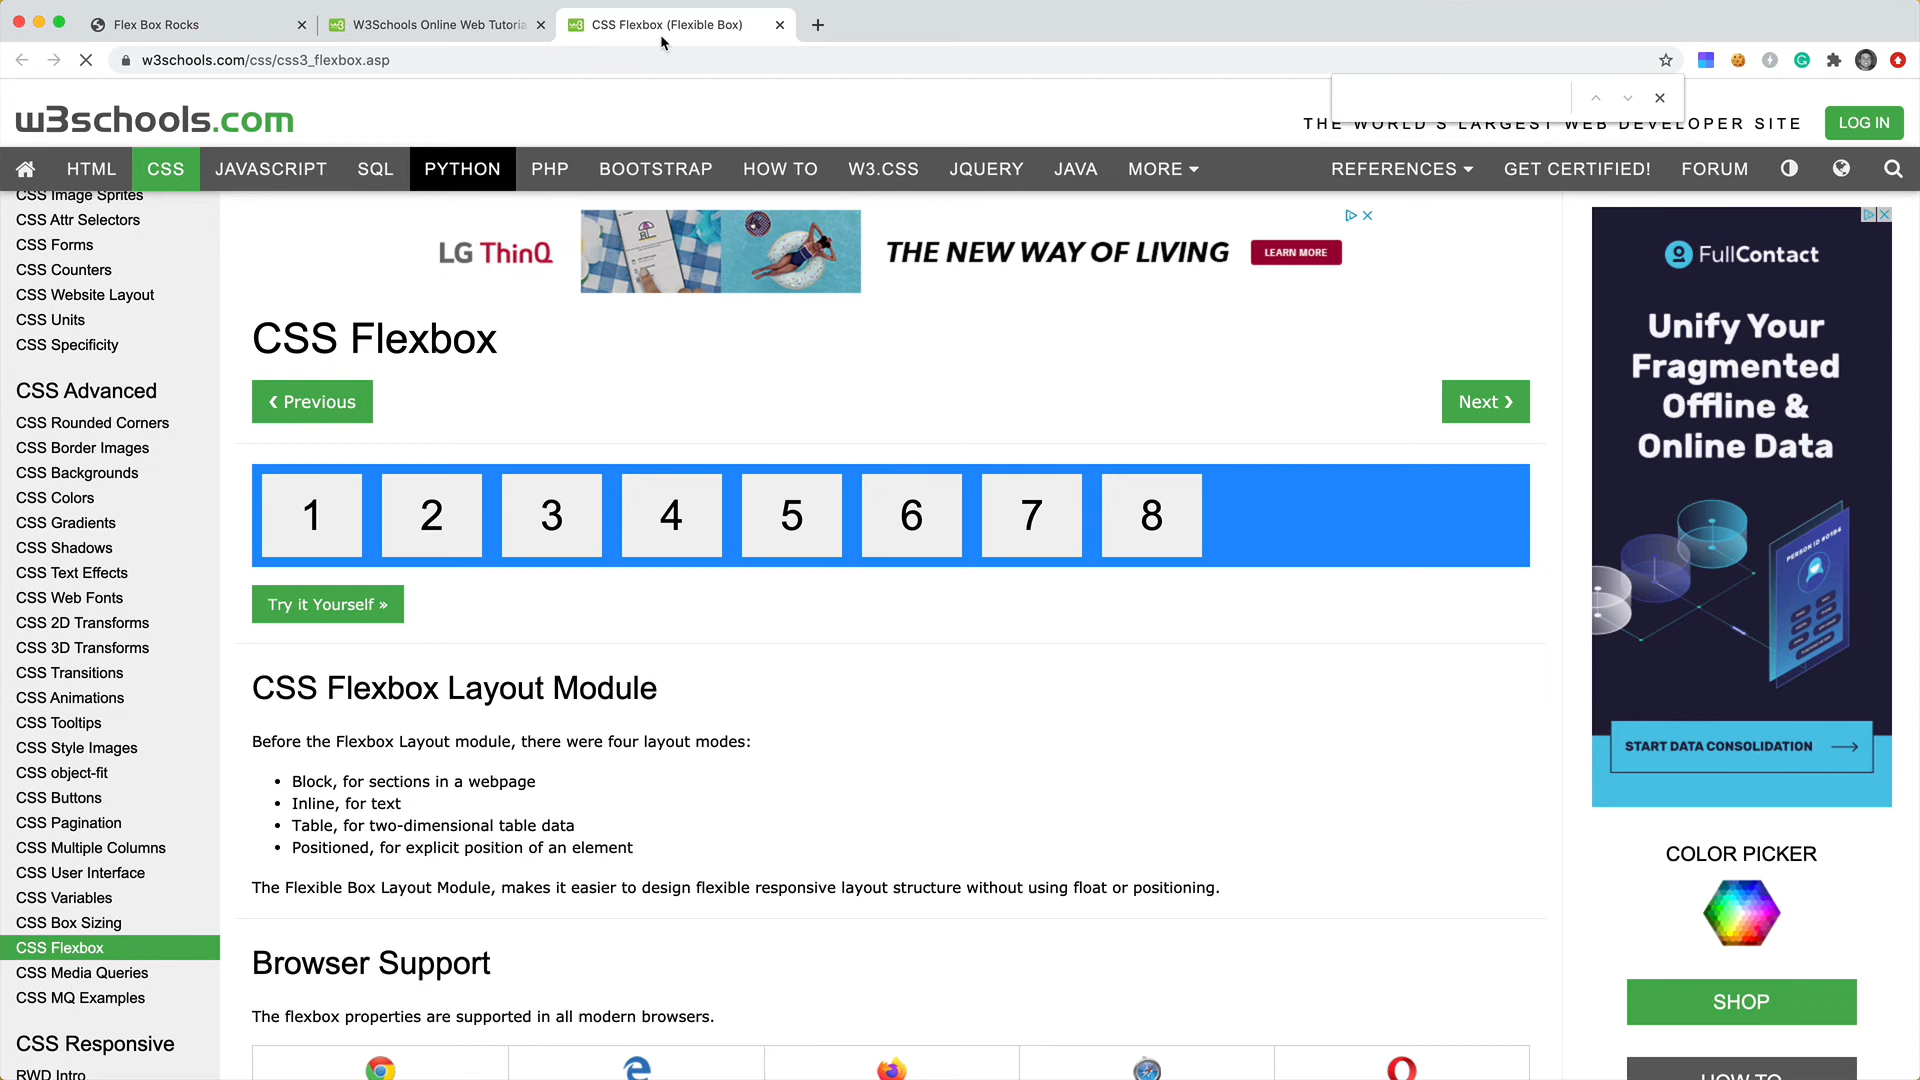 Flex Box Rocks
W3Schools Online Web Tutoria
CSS Flexbox (Flexible Box)
w3schools.com/css/css3_flexbox.asp
w3schools.com
THE WORLD'S LARGEST WEB DEVELOPER SITE
LOG IN
HTML CSS JAVASCRIPT SQL PYTHON PHP BOOTSTRAP HOW TO W3.CSS JQUERY JAVA MORE REFERENCES GET CERTIFIED! FORUM
CSS Image Sprites
CSS Attr Selectors
CSS Forms
CSS Counters
CSS Website Layout
CSS Units
CSS Specificity
CSS Advanced
CSS Rounded Corners
CSS Border Images
CSS Backgrounds
CSS Colors
CSS Gradients
CSS Shadows
CSS Text Effects
CSS Web Fonts
CSS 2D Transforms
CSS 3D Transforms
CSS Transitions
CSS Animations
CSS Tooltips
CSS Style Images
CSS object-fit
CSS Buttons
CSS Pagination
CSS Multiple Columns
CSS User Interface
CSS Variables
CSS Box Sizing
CSS Flexbox
CSS Media Queries
CSS MQ Examples
CSS Responsive
RWD Intro
LG ThinQ
THE NEW WAY OF LIVING
LEARN MORE
CSS Flexbox
❮ Previous
Next ❯
1 2 3 4 5 6 7 8
Try it Yourself »
CSS Flexbox Layout Module
Before the Flexbox Layout module, there were four layout modes:
• Block, for sections in a webpage
• Inline, for text
• Table, for two-dimensional table data
• Positioned, for explicit position of an element
The Flexible Box Layout Module, makes it easier to design flexible responsive layout structure without using float or positioning.
Browser Support
The flexbox properties are supported in all modern browsers.
FullContact
Unify Your
Fragmented
Offline &
Online Data
PERSON ID #0184
START DATA CONSOLIDATION
COLOR PICKER
SHOP
HOW TO